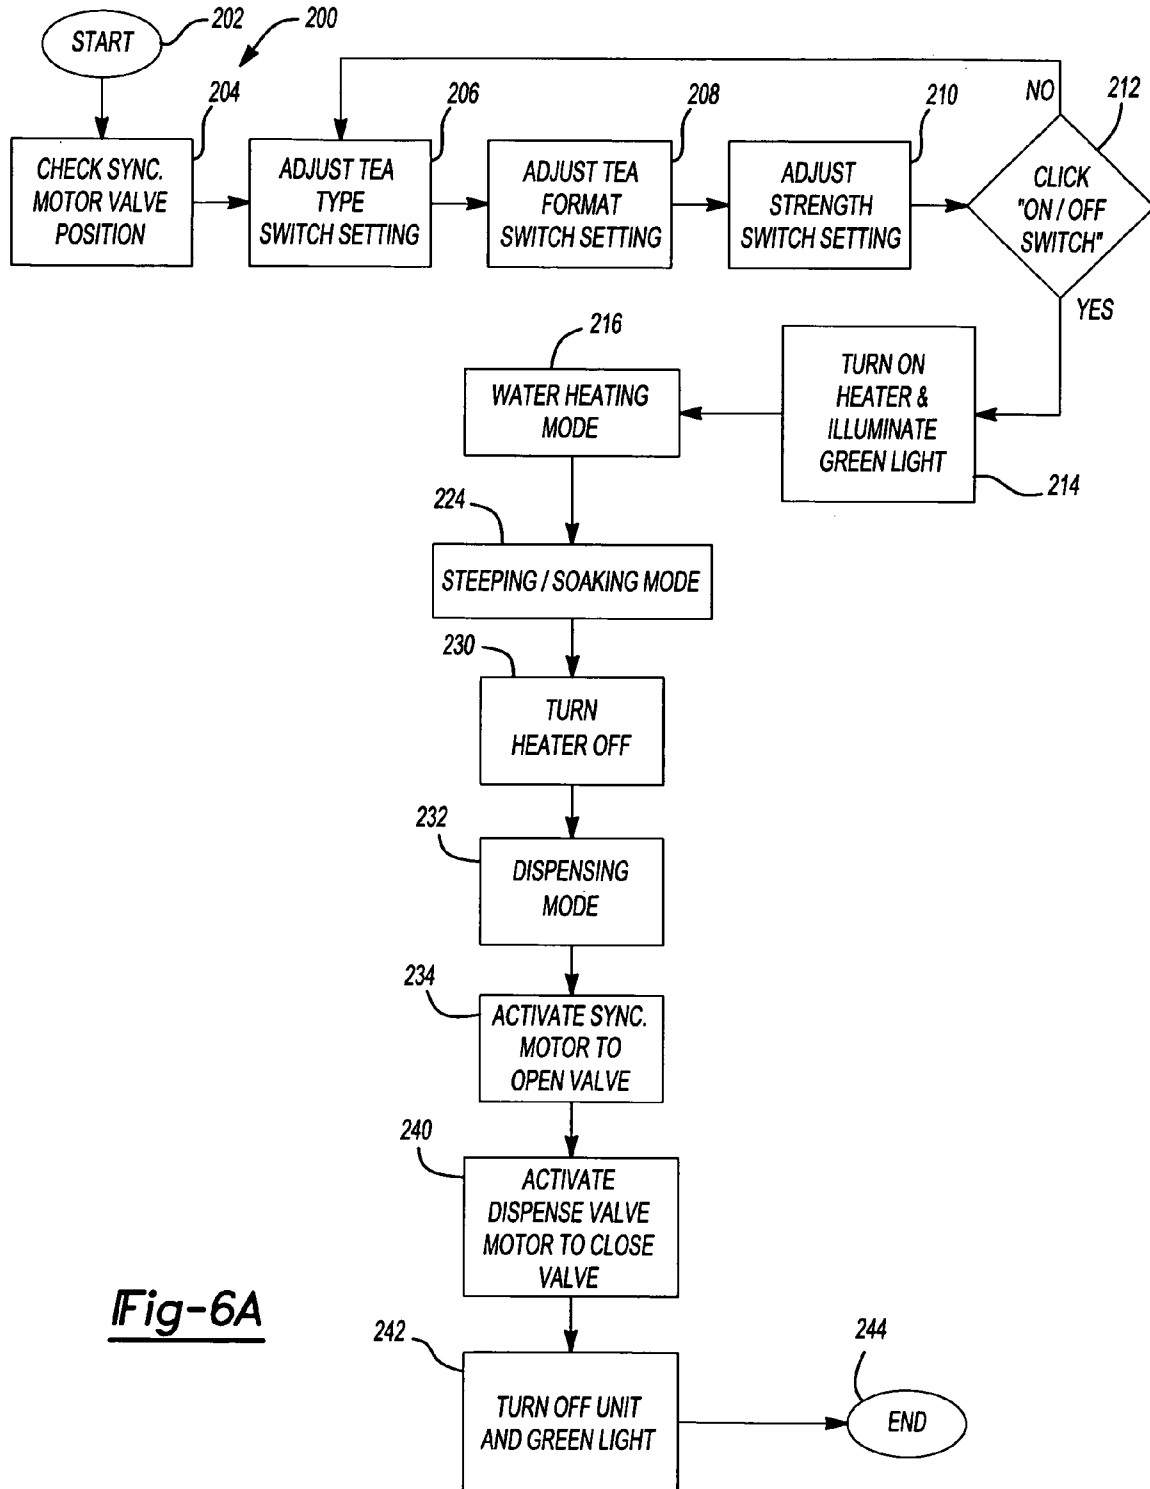 START
202
200
204
CHECK SYNC.
MOTOR VALVE
POSITION
206
ADJUST TEA
TYPE
SWITCH SETTING
208
ADJUST TEA
FORMAT
SWITCH SETTING
210
ADJUST
STRENGTH
SWITCH SETTING
NO
212
CLICK
"ON / OFF
SWITCH"
YES
TURN ON
HEATER &
ILLUMINATE
GREEN LIGHT
214
216
WATER HEATING
MODE
224
STEEPING / SOAKING MODE
230
TURN
HEATER OFF
232
DISPENSING
MODE
234
ACTIVATE SYNC.
MOTOR TO
OPEN VALVE
240
ACTIVATE
DISPENSE VALVE
MOTOR TO CLOSE
VALVE
242
TURN OFF UNIT
AND GREEN LIGHT
244
END
Fig-6A